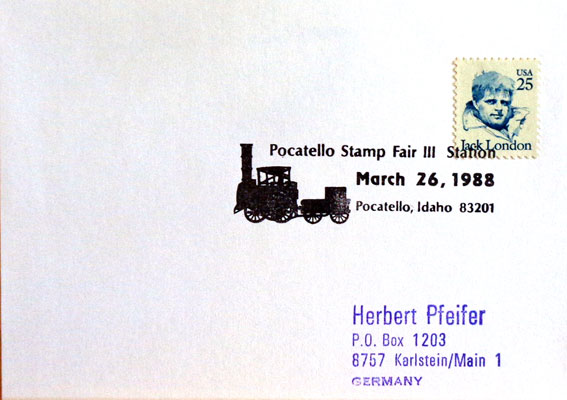 USA
25
Jack London
Pocatello Stamp Fair III Station
March 26, 1988
Pocatello, Idaho 83201
Herbert Pfeifer
P.O. Box 1203
8757 Karlstein/Main 1
GERMANY